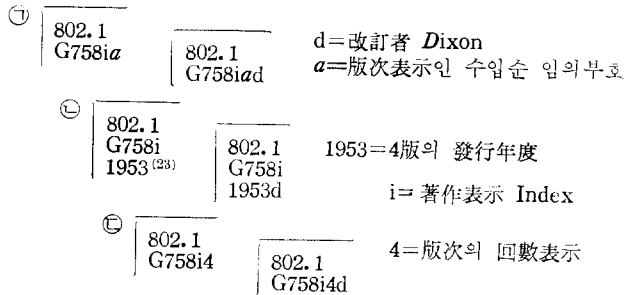 ㉠ 802.1
G758ia
802.1
G758iad
d=改訂者 Dixon
a=版次表示인 수입순 임의부호
㉡ 802.1
G758i
1953(23)
802.1
G758i
1953d
1953=4版의 發行年度
i=著作表示 Index
㉢ 802.1
G758i4
802.1
G758i4d
4=版次의 回數表示